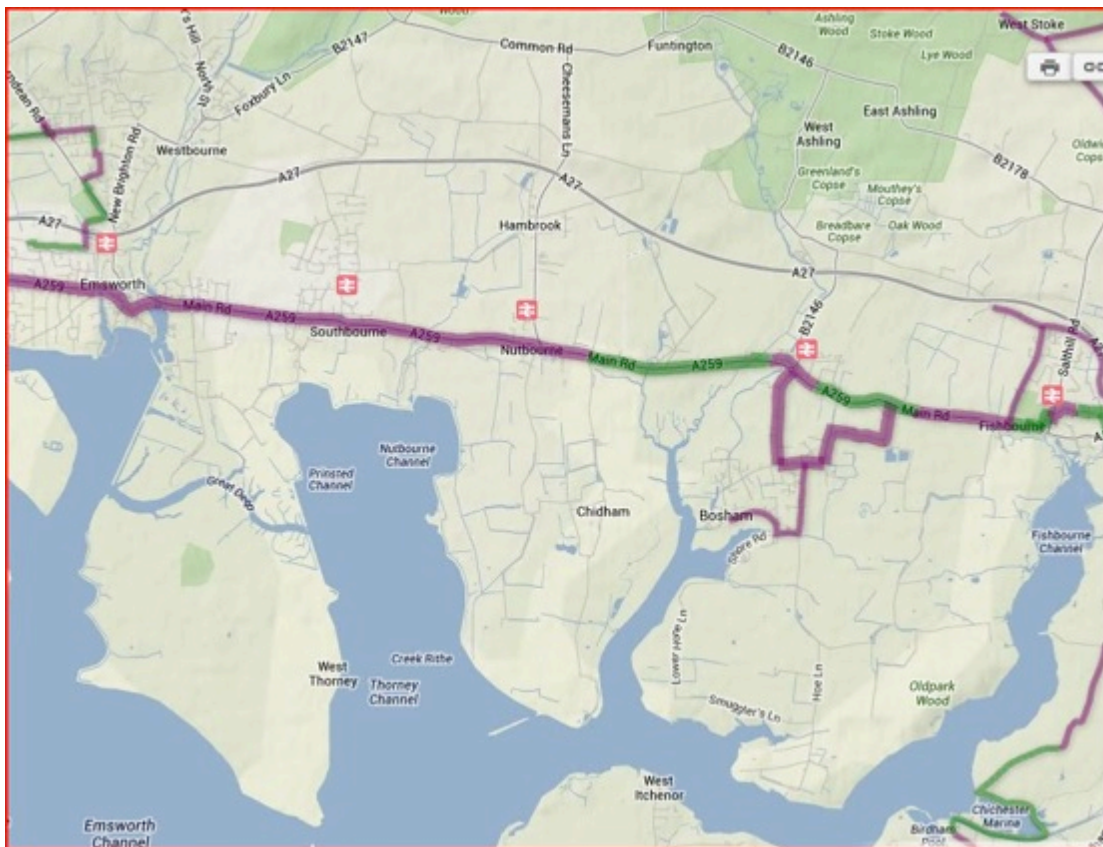 B2147
Common Rd
Funtington
Ashling
Wood
Stoke Wood
West Stoke
Lye Wood
B2146
North St
Foxbury Ln
Cheesemans Ln
East Ashling
Westbourne
West
Ashling
B2178
New Brighton Rd
Greenland's
Copse
Mouthey's
Copse
A27
A27
A27
Hambrook
Breadbare
Copse
Oak Wood
A27
Emsworth
A259
Main Rd
A259
Southbourne
A259
Nutbourne
Main Rd
A259
B2146
Salthill Rd
A259
Main Rd
Fishbourne
Nutbourne
Channel
Prinsted
Channel
Great Deep
Chidham
Bosham
Shore Rd
Fishbourne
Channel
Lower Hone Ln
Hoe Ln
West
Thorney
Creek Rithe
Thorney
Channel
Smuggler's Ln
Oldpark
Wood
West
Itchenor
Chichester
Marina
Birdham
Pool
Emsworth
Channel